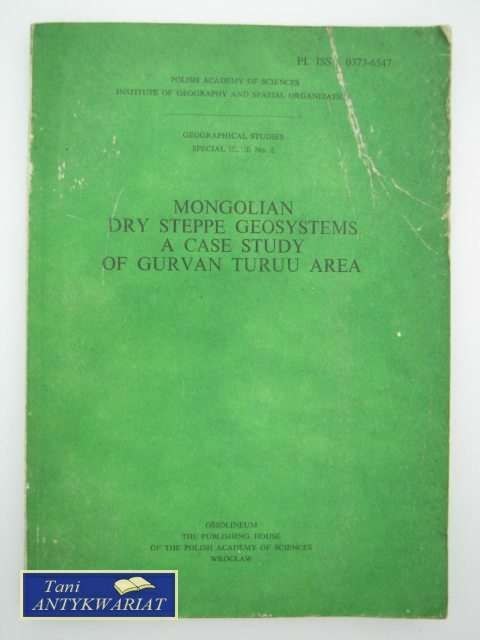 PL ISSN 0373-6547
POLISH ACADEMY OF SCIENCES
INSTITUTE OF GEOGRAPHY AND SPATIAL ORGANIZATION
GEOGRAPHICAL STUDIES
SPECIAL ISSUE No.
MONGOLIAN
DRY STEPPE GEOSYSTEMS
A CASE STUDY
OF GURVAN TURUU AREA
OSSOLINEUM
THE PUBLISHING HOUSE
OF THE POLISH ACADEMY OF SCIENCES
WROCŁAW
Tani
ANTYKWARIAT